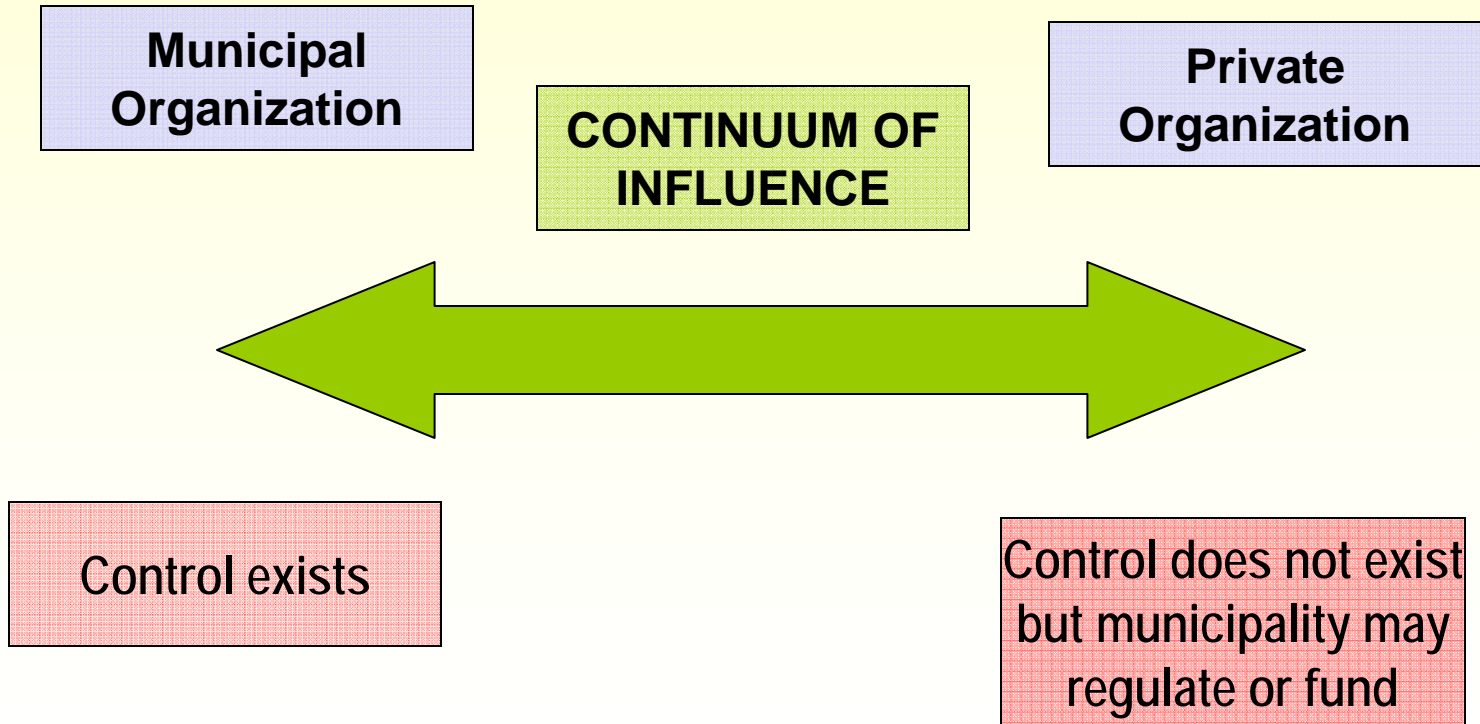 Municipal
Organization
CONTINUUM OF
INFLUENCE
Private
Organization
Control exists
Control does not exist
but municipality may
regulate or fund